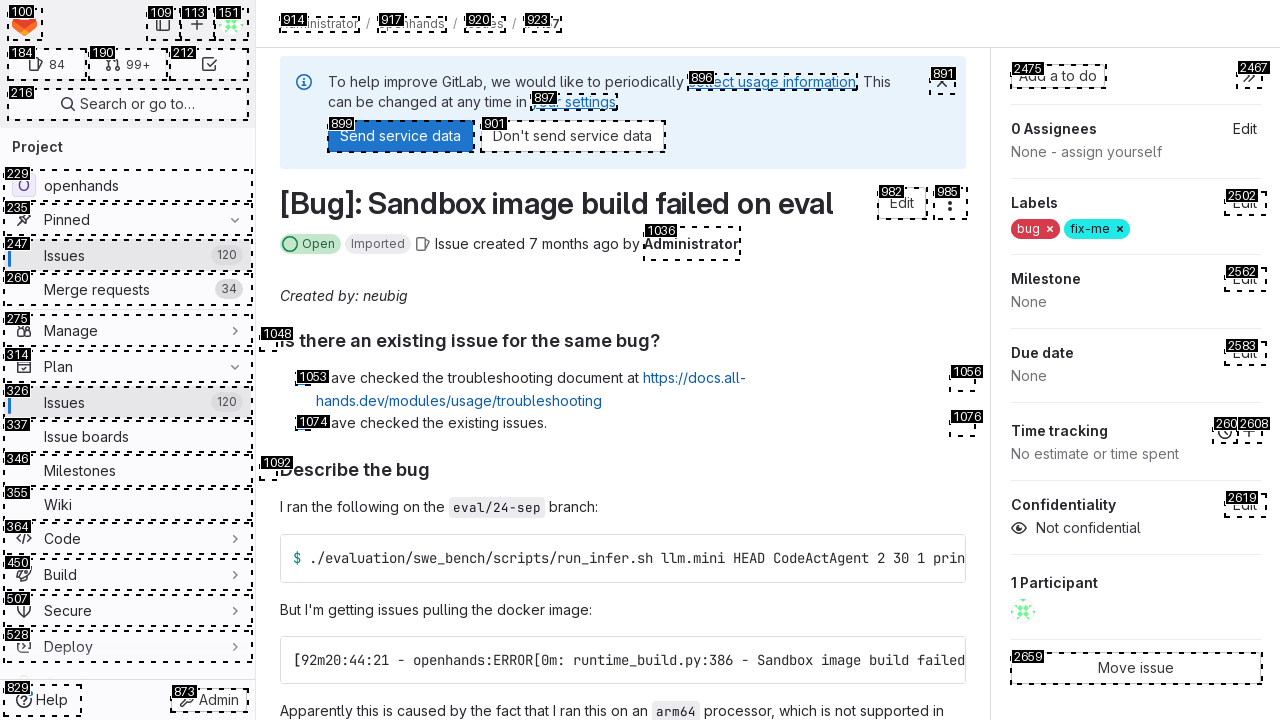 100
109
113
151
184
84
190
99+
212
216
Search or go to…
Project
229
openhands
235
Pinned
247
Issues
120
260
Merge requests
34
275
Manage
314
Plan
326
Issues
120
337
Issue boards
346
Milestones
355
Wiki
364
Code
450
Build
507
Secure
528
Deploy
829
Help
873
Admin
914
917
920
923
/ / /
To help improve GitLab, we would like to periodically 896 usage information. This
can be changed at any time in 897 settings.
891
899
Send service data
901
Don't send service data
[Bug]: Sandbox image build failed on eval
982
Edit
985
Open
Imported
Issue created 7 months ago by Administrator
1036
Created by: neubig
1048
Is there an existing issue for the same bug?
1053
ave checked the troubleshooting document at https://docs.all-
hands.dev/modules/usage/troubleshooting
1056
1074
ave checked the existing issues.
1076
1092
Describe the bug
I ran the following on the eval/24-sep branch:
$ ./evaluation/swe_bench/scripts/run_infer.sh llm.mini HEAD CodeActAgent 2 30 1 prin
But I'm getting issues pulling the docker image:
[92m20:44:21 - openhands:ERROR[0m: runtime_build.py:386 - Sandbox image build failed
Apparently this is caused by the fact that I ran this on an arm64 processor, which is not supported in
2475
Add a to do
2467
0 Assignees
Edit
None - assign yourself
Labels
2502
Edit
bug ×
fix-me ×
Milestone
2562
Edit
None
Due date
2583
Edit
None
Time tracking
260
2608
No estimate or time spent
Confidentiality
2619
Edit
Not confidential
1 Participant
2659
Move issue